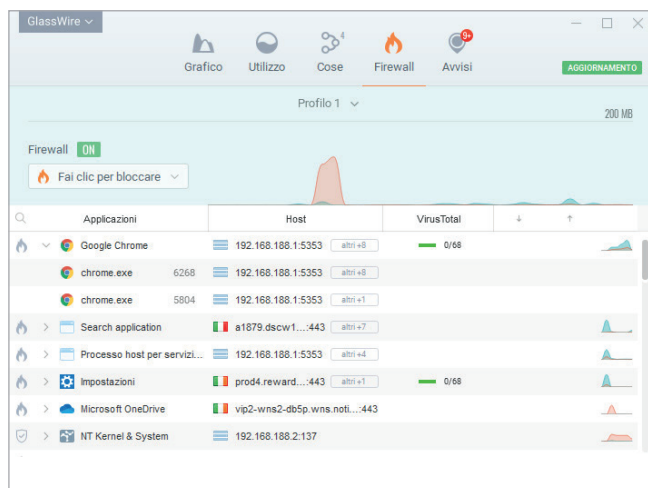 GlassWire
4
9+
Grafico Utilizzo Cose Firewall Avvisi
AGGIORNAMENTO
Profilo 1
200 MB
Firewall ON
Fai clic per bloccare
Applicazioni Host VirusTotal ↓ ↑
Google Chrome 192.168.188.1:5353 altri +8 0/68
chrome.exe 6268 192.168.188.1:5353 altri +8
chrome.exe 5804 192.168.188.1:5353 altri +1
Search application a1879.dscw1...:443 altri +7
Processo host per servizi... 192.168.188.1:5353 altri +4
Impostazioni prod4.reward...:443 altri +1 0/68
Microsoft OneDrive vip2-wns2-db5p.wns.noti...:443
NT Kernel & System 192.168.188.2:137